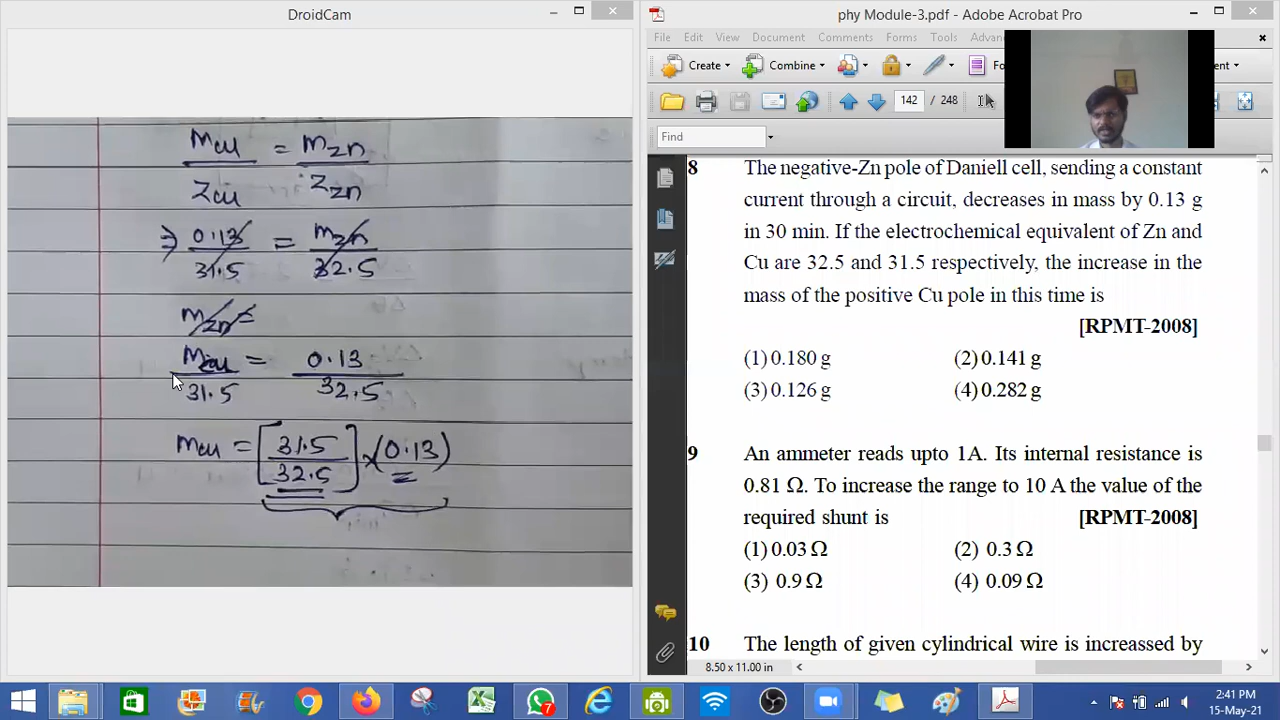 DroidCam
phy Module-3.pdf - Adobe Acrobat Pro
File Edit View Document Comments Forms Tools Advan
Create Combine
142 / 248
Find
mcu / Zcu = mZn / ZZn
⇒ 0.13 / 31.5 = mzn / 32.5
mzn =
mcu / 31.5 = 0.13 / 32.5
mcu = [31.5 / 32.5] × (0.13)
8 The negative-Zn pole of Daniell cell, sending a constant
current through a circuit, decreases in mass by 0.13 g
in 30 min. If the electrochemical equivalent of Zn and
Cu are 32.5 and 31.5 respectively, the increase in the
mass of the positive Cu pole in this time is
[RPMT-2008]
(1) 0.180 g (2) 0.141 g
(3) 0.126 g (4) 0.282 g
9 An ammeter reads upto 1A. Its internal resistance is
0.81 Ω. To increase the range to 10 A the value of the
required shunt is [RPMT-2008]
(1) 0.03 Ω (2) 0.3 Ω
(3) 0.9 Ω (4) 0.09 Ω
10 The length of given cylindrical wire is increassed by
8.50 x 11.00 in
7
2:41 PM
15-May-21